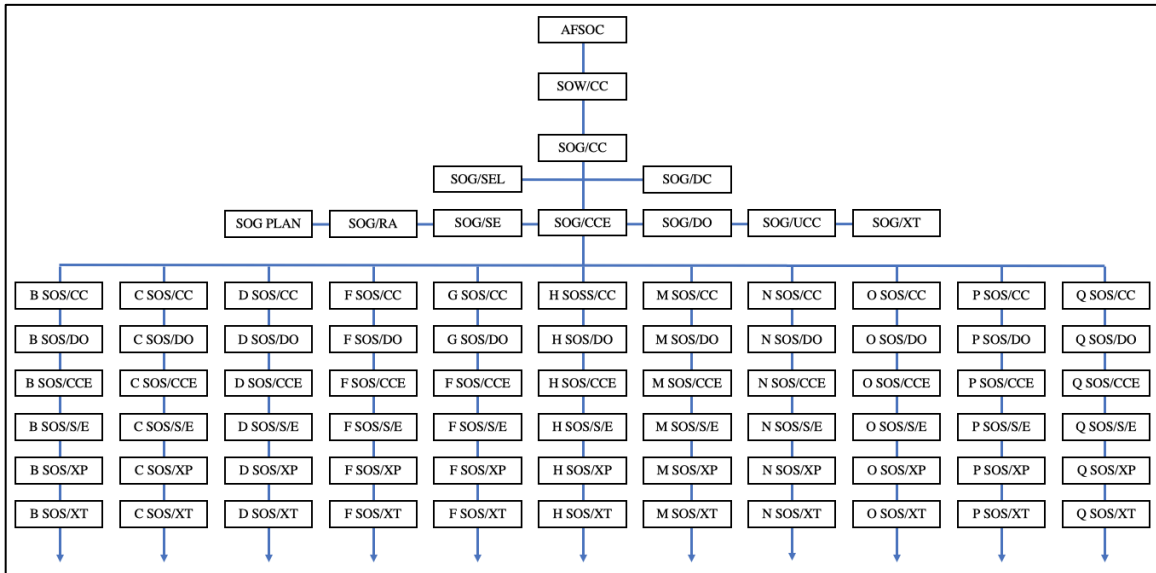 AFSOC
SOW/CC
SOG/CC
SOG/SEL
SOG/DC
SOG PLAN
SOG/RA
SOG/SE
SOG/CCE
SOG/DO
SOG/UCC
SOG/XT
B SOS/CC
C SOS/CC
D SOS/CC
F SOS/CC
G SOS/CC
H SOSS/CC
M SOS/CC
N SOS/CC
O SOS/CC
P SOS/CC
Q SOS/CC
B SOS/DO
C SOS/DO
D SOS/DO
F SOS/DO
G SOS/DO
H SOS/DO
M SOS/DO
N SOS/DO
O SOS/DO
P SOS/DO
Q SOS/DO
B SOS/CCE
C SOS/CCE
D SOS/CCE
F SOS/CCE
F SOS/CCE
H SOS/CCE
M SOS/CCE
N SOS/CCE
O SOS/CCE
P SOS/CCE
Q SOS/CCE
B SOS/S/E
C SOS/S/E
D SOS/S/E
F SOS/S/E
F SOS/S/E
H SOS/S/E
M SOS/S/E
N SOS/S/E
O SOS/S/E
P SOS/S/E
Q SOS/S/E
B SOS/XP
C SOS/XP
D SOS/XP
F SOS/XP
F SOS/XP
H SOS/XP
M SOS/XP
N SOS/XP
O SOS/XP
P SOS/XP
Q SOS/XP
B SOS/XT
C SOS/XT
D SOS/XT
F SOS/XT
F SOS/XT
H SOS/XT
M SOS/XT
N SOS/XT
O SOS/XT
P SOS/XT
Q SOS/XT